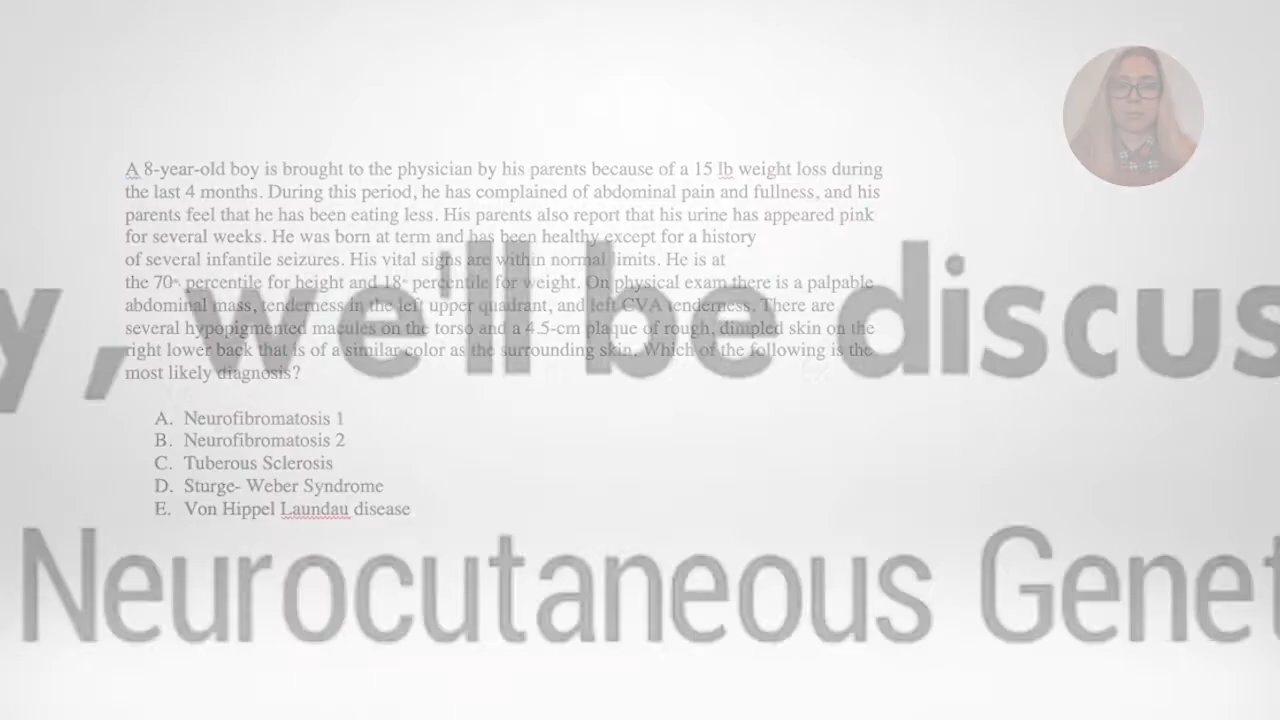 A 8-year-old boy is brought to the physician by his parents because of a 15 lb weight loss during
the last 4 months. During this period, he has complained of abdominal pain and fullness, and his
parents feel that he has been eating less. His parents also report that his urine has appeared pink
for several weeks. He was born at term and has been healthy except for a history
of several infantile seizures. His vital signs are within normal limits. He is at
the 70ᵗʰ percentile for height and 18ᵗʰ percentile for weight. On physical exam there is a palpable
abdominal mass, tenderness in the left upper quadrant, and left CVA tenderness. There are
several hypopigmented macules on the torso and a 4.5-cm plaque of rough, dimpled skin on the
right lower back that is of a similar color as the surrounding skin. Which of the following is the
most likely diagnosis?
A. Neurofibromatosis 1
B. Neurofibromatosis 2
C. Tuberous Sclerosis
D. Sturge- Weber Syndrome
E. Von Hippel Laundau disease
y, we'll be discus
Neurocutaneous Genet